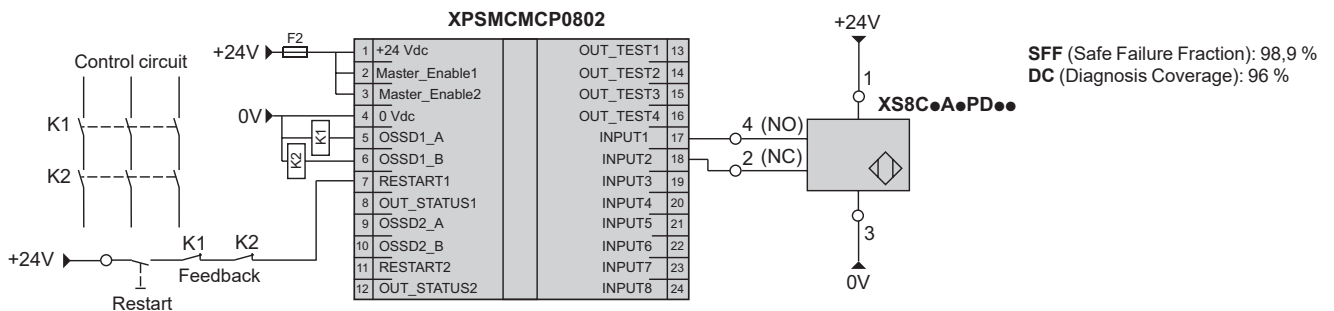 XPSMCMCP0802
+24V
F2
1 +24 Vdc
2 Master_Enable1
3 Master_Enable2
0V
4 0 Vdc
K1
5 OSSD1_A
K2
6 OSSD1_B
7 RESTART1
8 OUT_STATUS1
9 OSSD2_A
10 OSSD2_B
11 RESTART2
12 OUT_STATUS2
OUT_TEST1 13
OUT_TEST2 14
OUT_TEST3 15
OUT_TEST4 16
INPUT1 17
INPUT2 18
INPUT3 19
INPUT4 20
INPUT5 21
INPUT6 22
INPUT7 23
INPUT8 24
Control circuit
K1
K2
+24V
K1 K2
Feedback
Restart
+24V
1
XS8C●A●PD●●
4 (NO)
2 (NC)
3
0V
SFF (Safe Failure Fraction): 98,9 %
DC (Diagnosis Coverage): 96 %